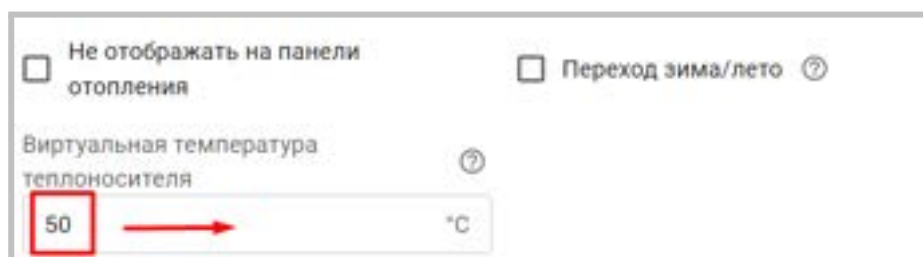 Не отображать на панели
отопления
Переход зима/лето
Виртуальная температура
теплоносителя
50 °C